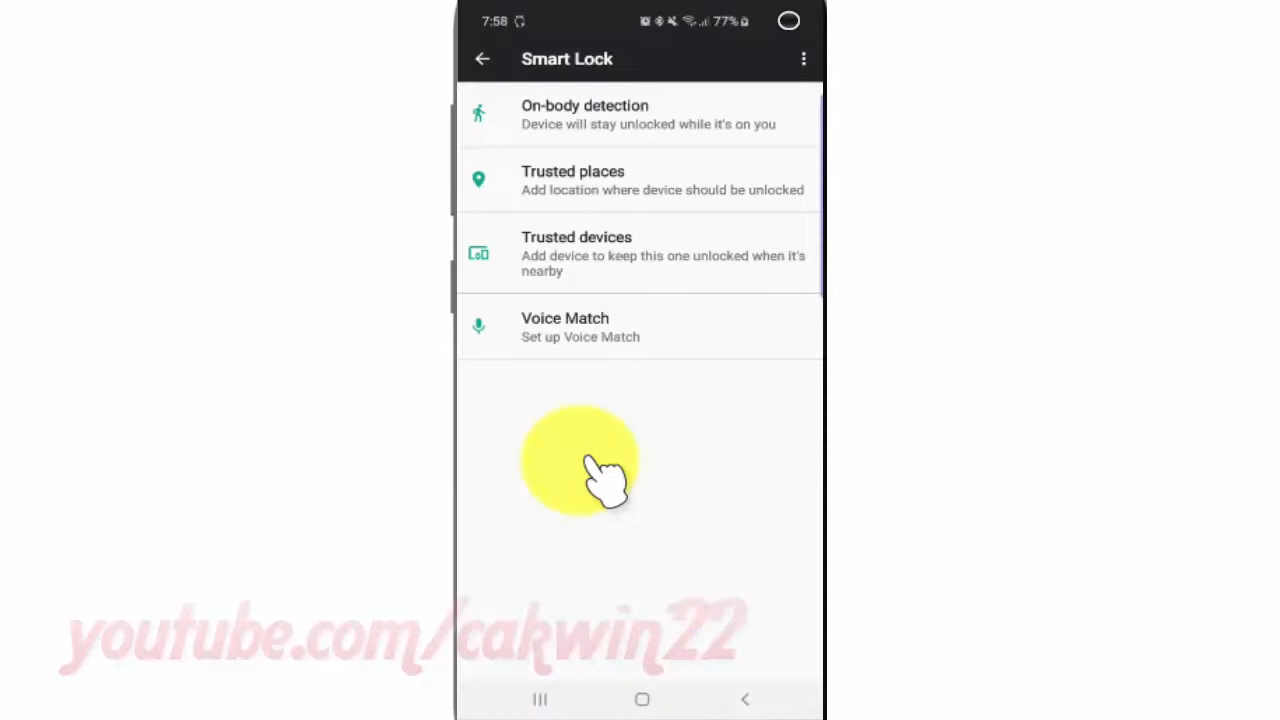 7:58 77%
Smart Lock
On-body detection
Device will stay unlocked while it's on you
Trusted places
Add location where device should be unlocked
Trusted devices
Add device to keep this one unlocked when it's
nearby
Voice Match
Set up Voice Match
youtube.com/cakwin22